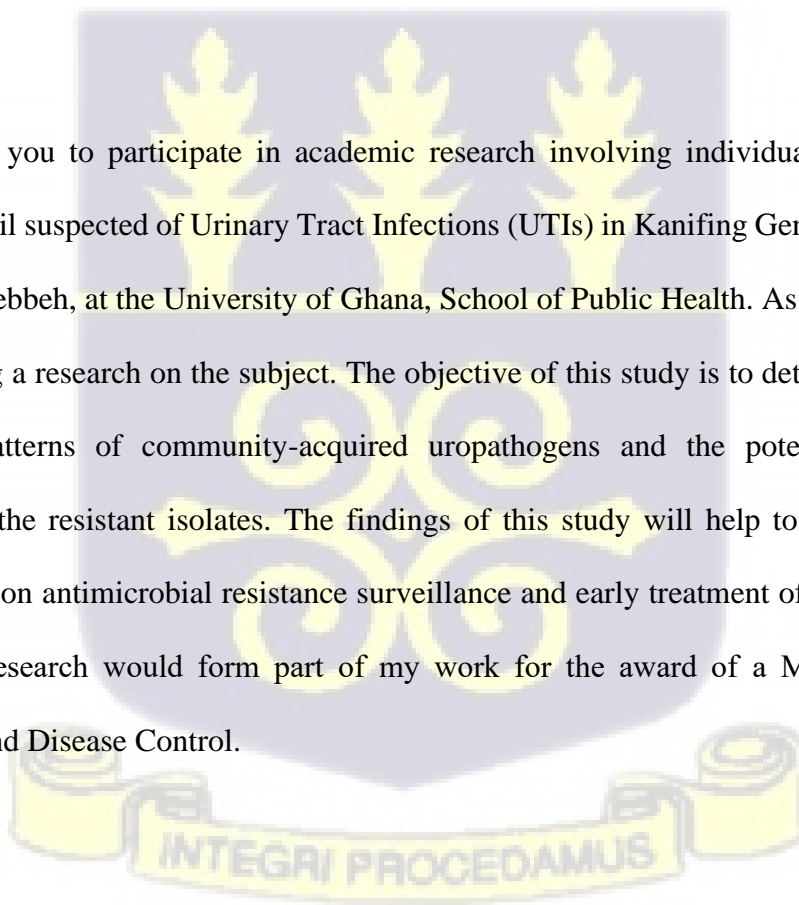 you to participate in academic research involving individua
il suspected of Urinary Tract Infections (UTIs) in Kanifing Gen
ebbeh, at the University of Ghana, School of Public Health. As
g a research on the subject. The objective of this study is to det
atterns of community-acquired uropathogens and the pote
the resistant isolates. The findings of this study will help to
on antimicrobial resistance surveillance and early treatment of
esearch would form part of my work for the award of a M
nd Disease Control.
INTEGRI PROCEDAMUS